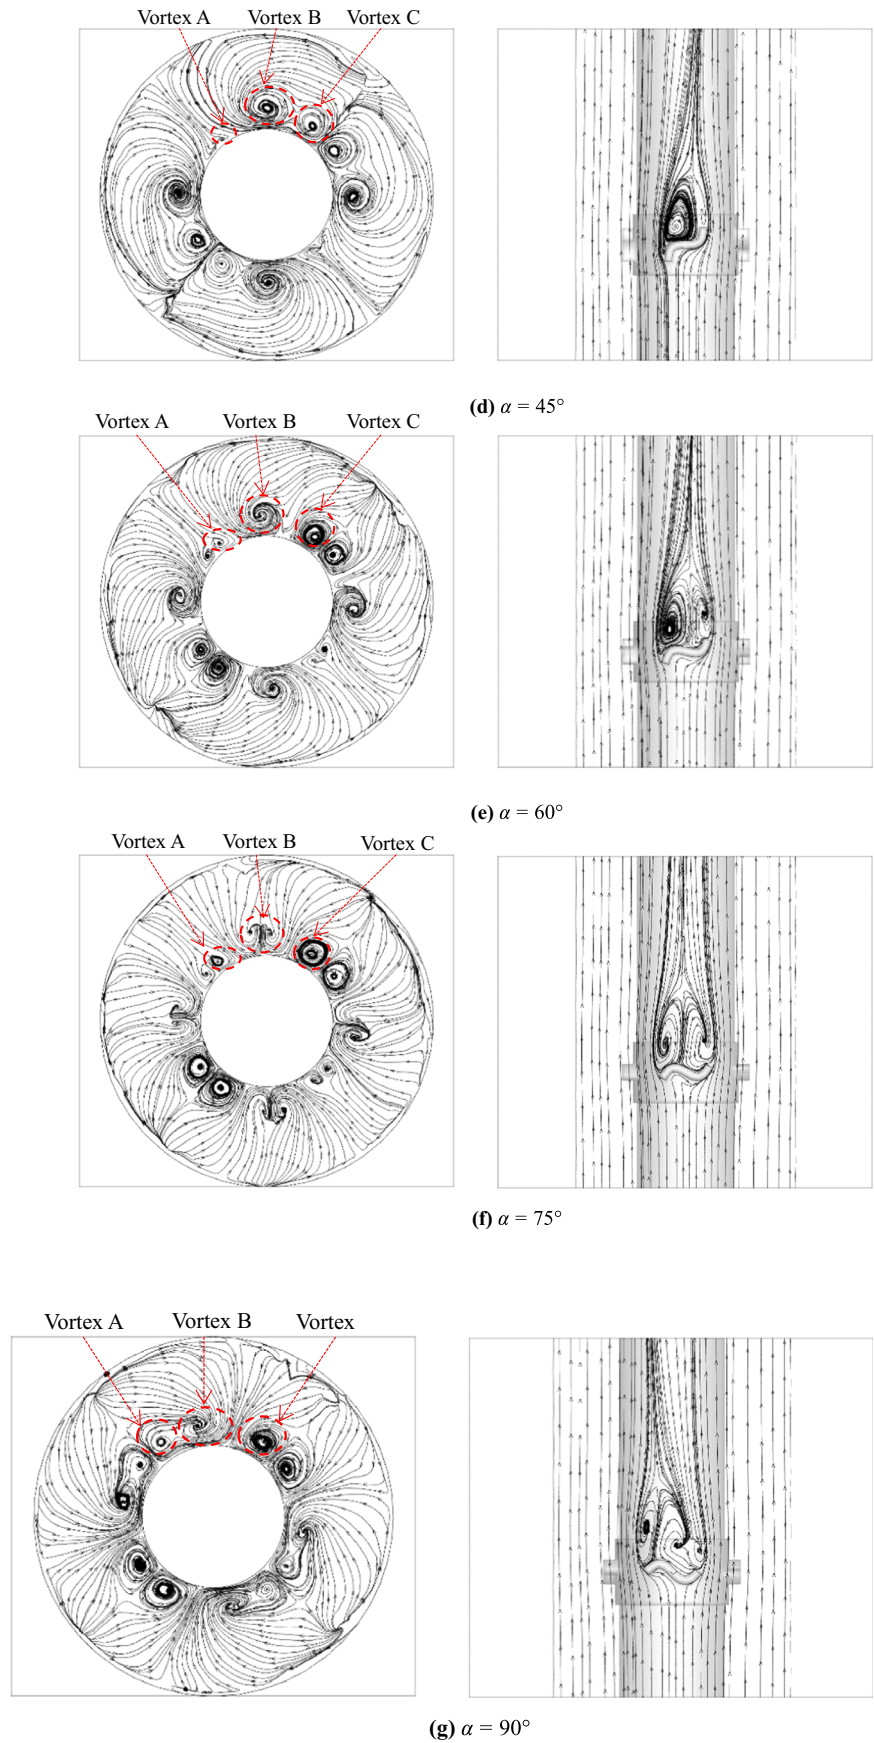 Vortex A Vortex B Vortex C
(d) α = 45°
Vortex A Vortex B Vortex C
(e) α = 60°
Vortex A Vortex B Vortex C
(f) α = 75°
Vortex A Vortex B Vortex
(g) α = 90°